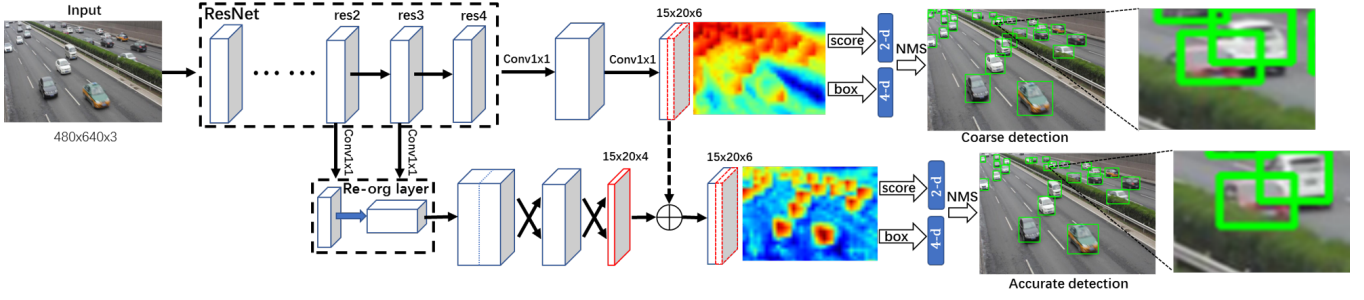 Input
480x640x3
ResNet
res2
res3
res4
Conv1x1
Conv1x1
15x20x6
score
box
2-d
4-d
NMS
Coarse detection
Conv1x1
Conv1x1
Re-org layer
15x20x4
15x20x6
score
box
2-d
4-d
NMS
Accurate detection